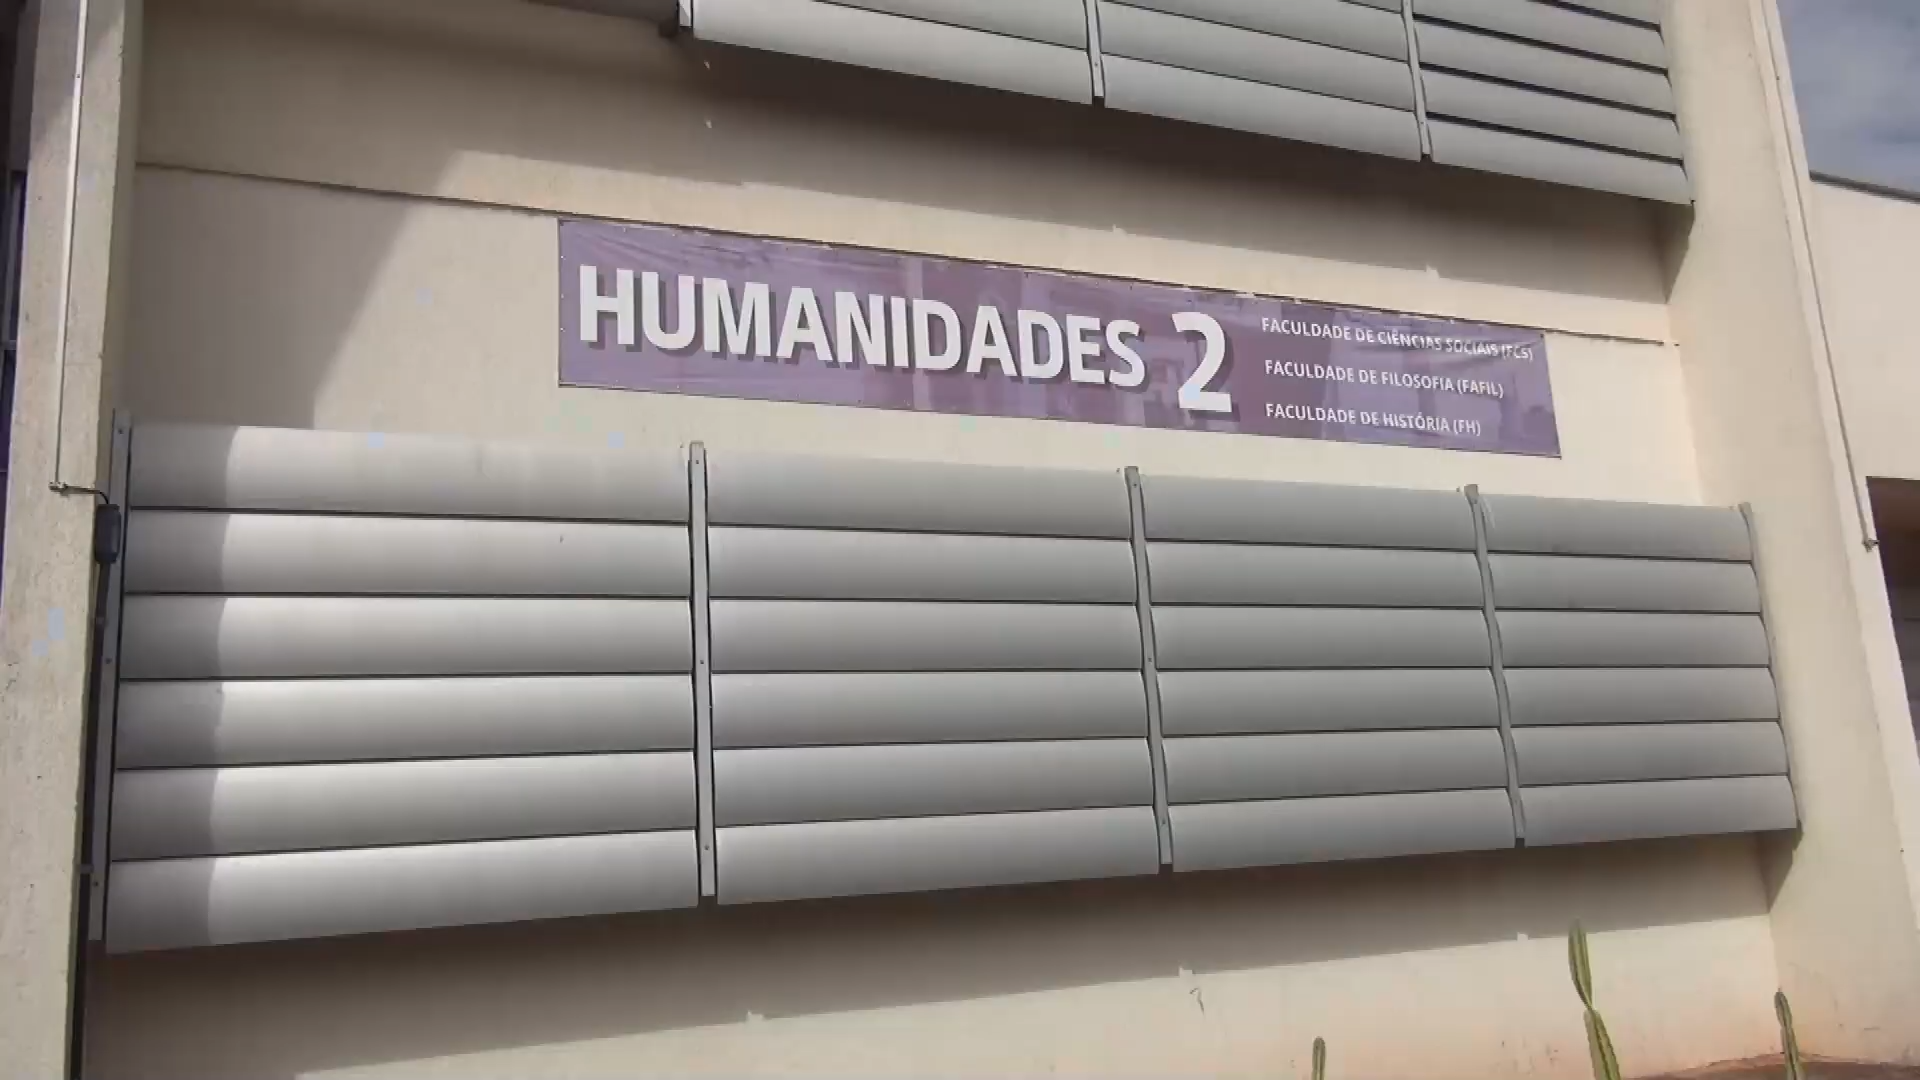 HUMANIDADES 2
FACULDADE DE CIÊNCIAS SOCIAIS (FCS)
FACULDADE DE FILOSOFIA (FAFIL)
FACULDADE DE HISTÓRIA (FH)